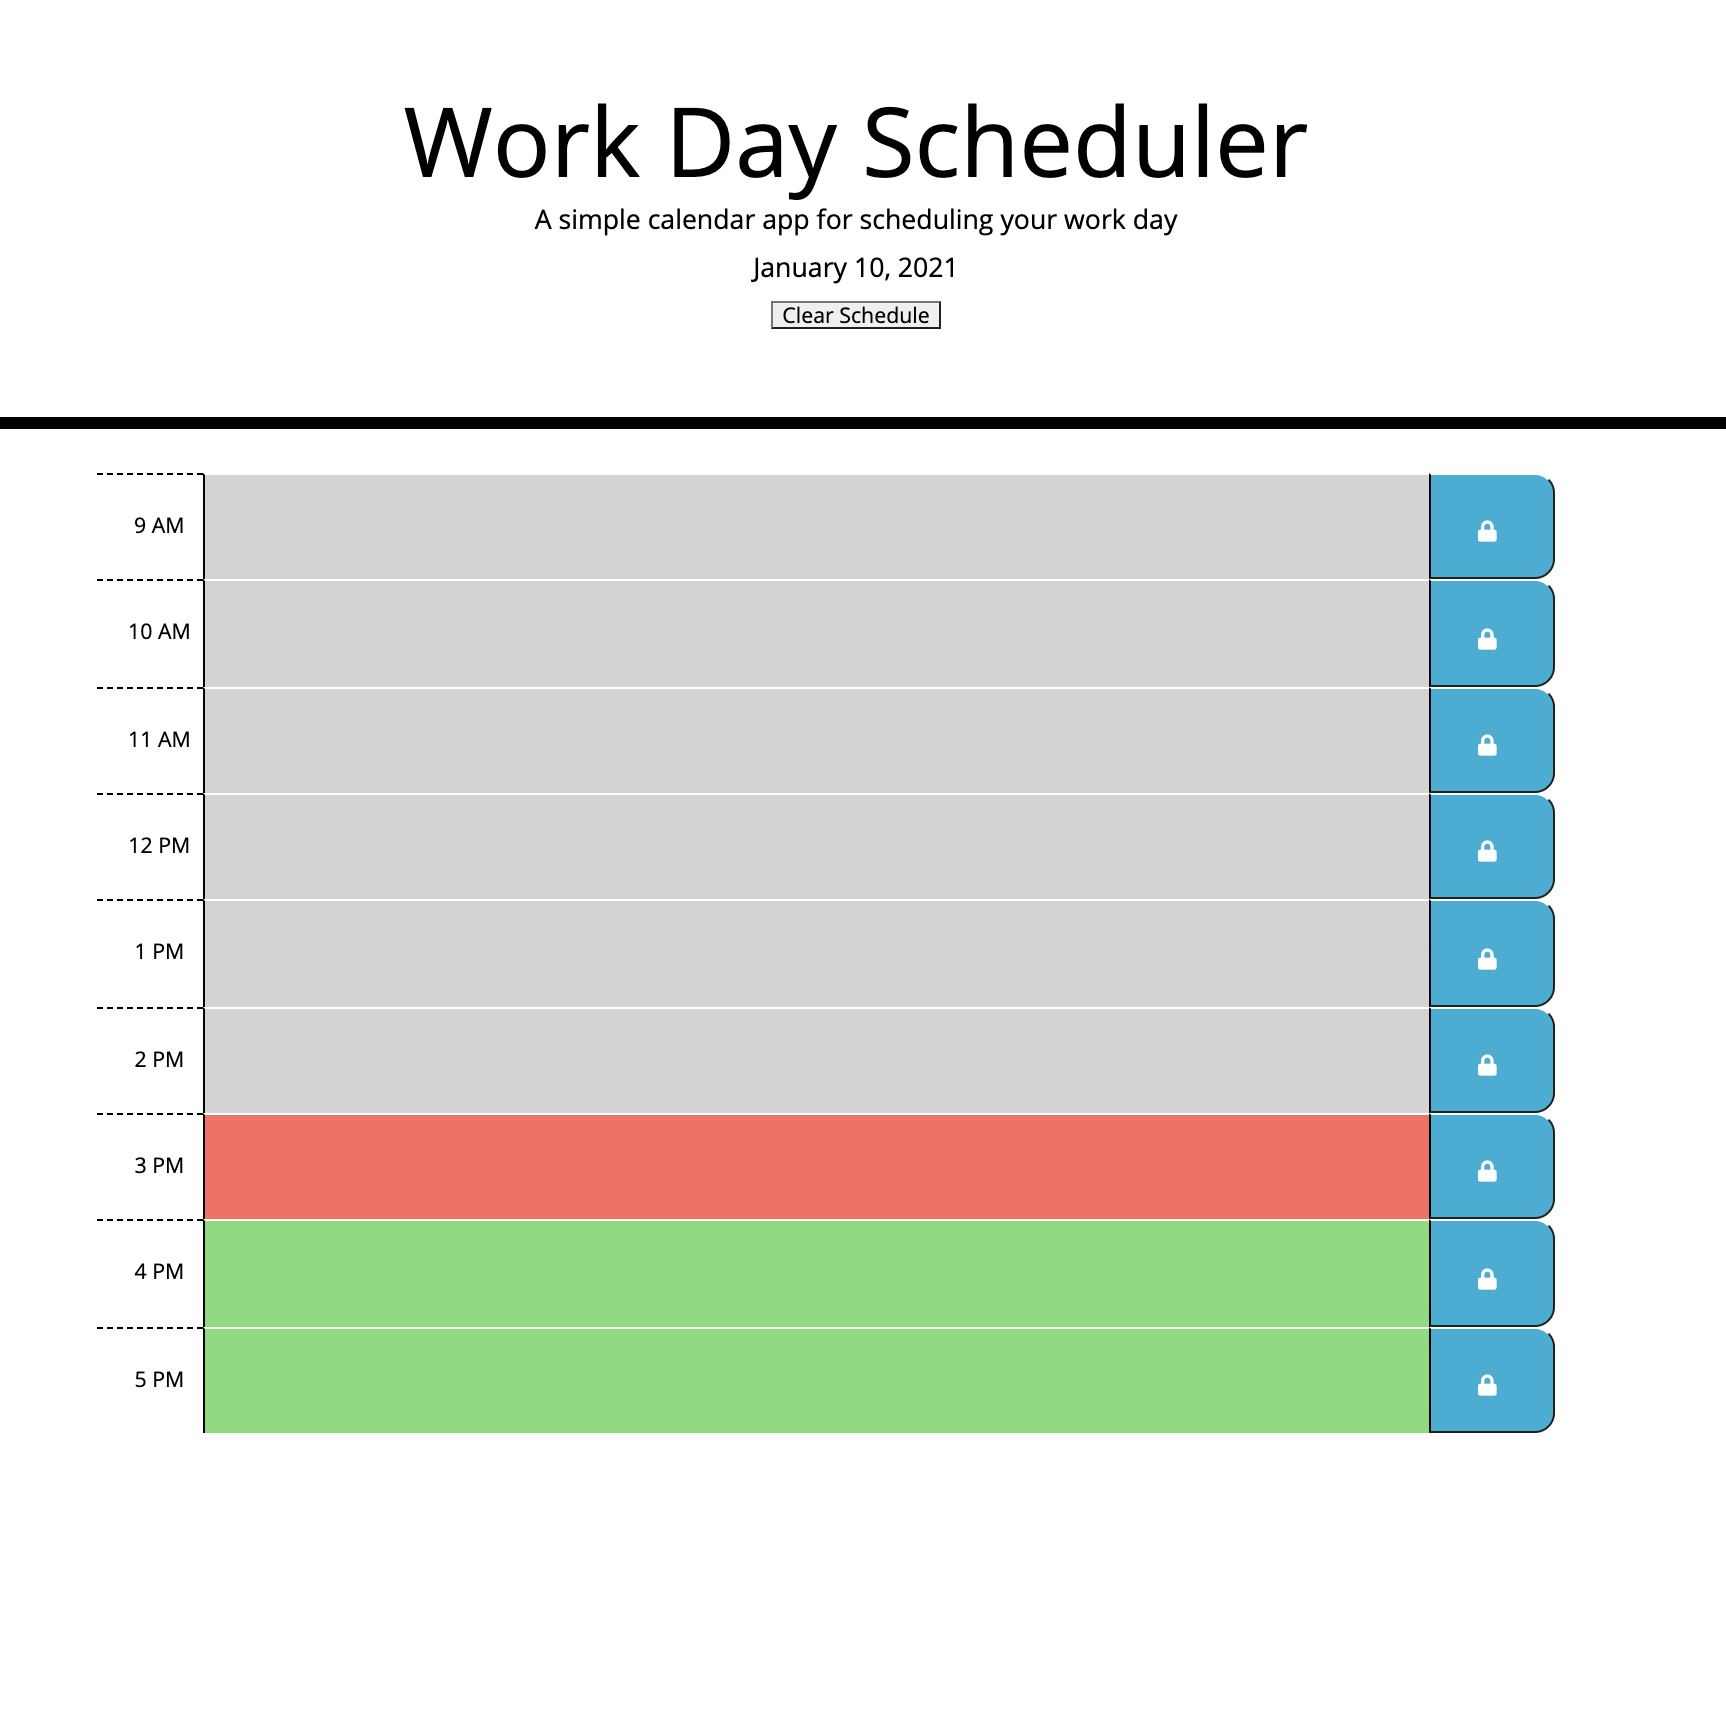 Work Day Scheduler
A simple calendar app for scheduling your work day
January 10, 2021
Clear Schedule
9 AM
10 AM
11 AM
12 PM
1 PM
2 PM
3 PM
4 PM
5 PM